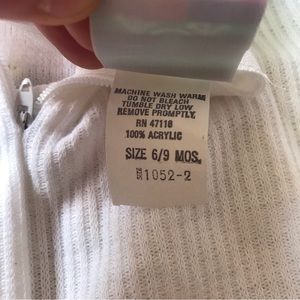 MACHINE WASH WARM
DO NOT BLEACH
TUMBLE DRY LOW
REMOVE PROMPTLY,
RN 47118
100% ACRYLIC
SIZE 6/9 MOS.
1052-2